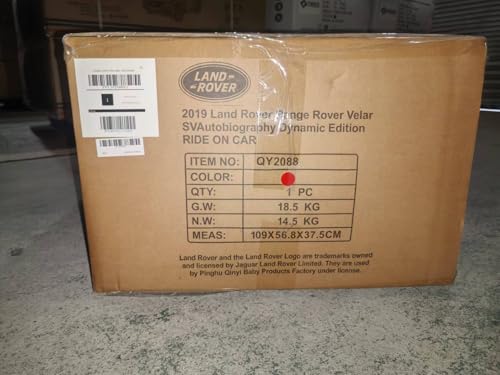 LAND ROVER
2019 Land Rover Range Rover Velar
SVAutobiography Dynamic Edition
RIDE ON CAR
ITEM NO: QY2088
COLOR:
QTY: 1 PC
G.W: 18.5 KG
N.W: 14.5 KG
MEAS: 109X56.8X37.5CM
Land Rover and the Land Rover Logo are trademarks owned
and licensed by Jaguar Land Rover Limited. They are used
by Pinghu Qinyi Baby Products Factory under license.